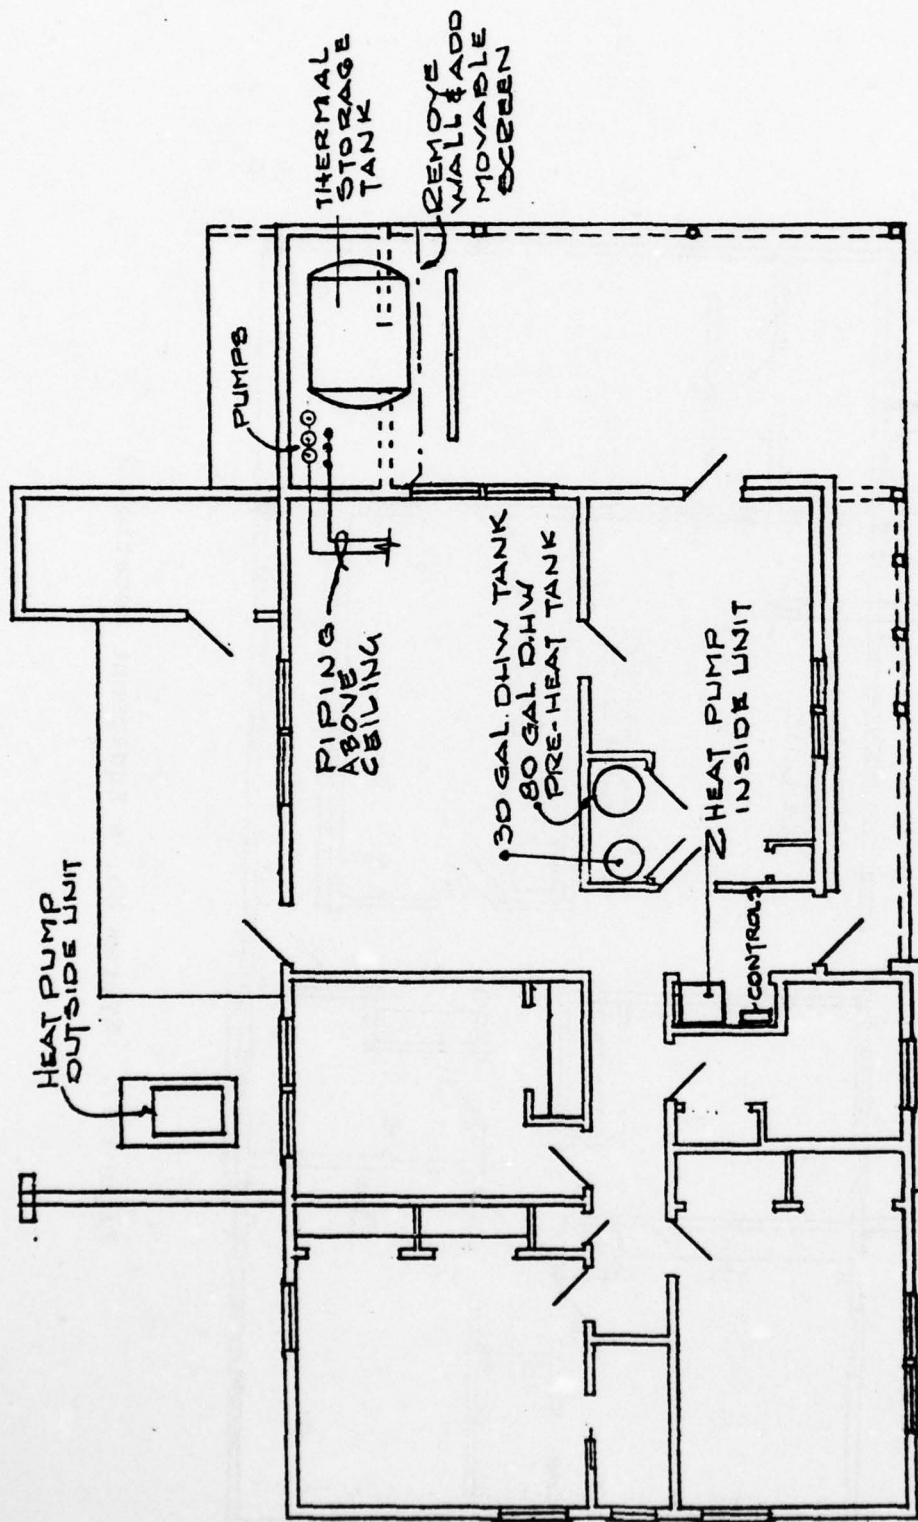 HEAT PUMP
OUTSIDE UNIT
PUMPS
THERMAL
STORAGE
TANK
REMOVE
WALL & ADD
MOVABLE
SCREEN
PIPING
ABOVE
CEILING
30 GAL. DHW TANK
80 GAL D.HW
PRE-HEAT TANK
HEAT PUMP
INSIDE UNIT
CONTROLS